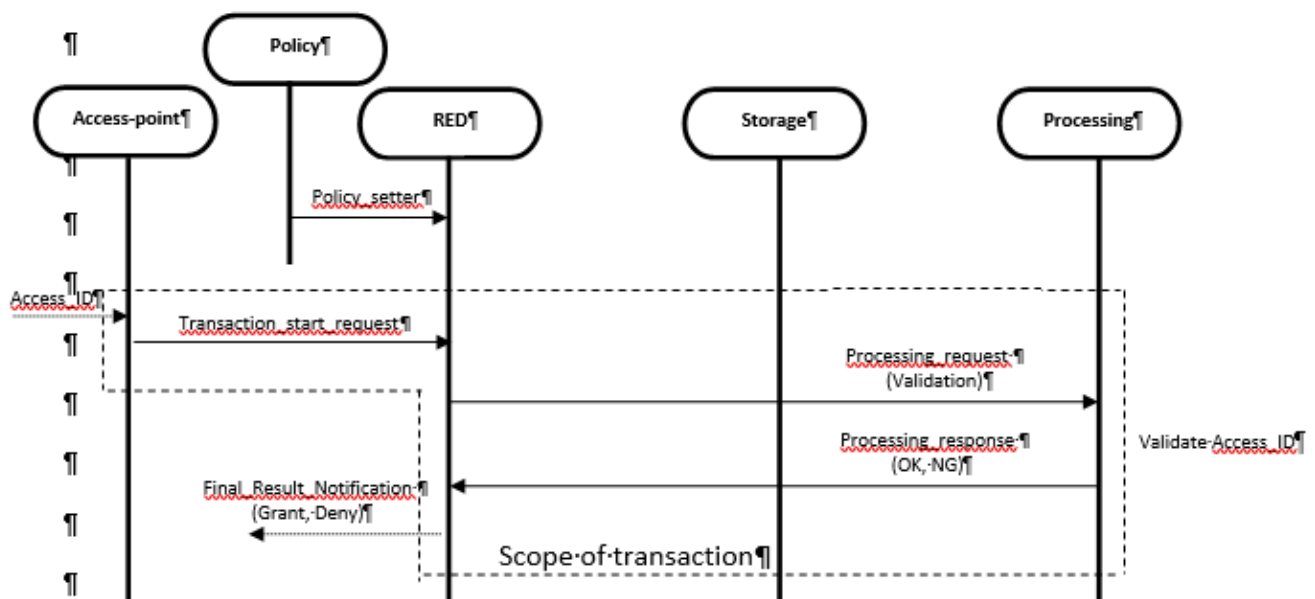 ¶
Policy¶
Access-point¶
RED¶
Storage¶
Processing¶
¶
Policy_setter¶
¶
¶
Access_ID¶
Transaction_start_request¶
¶
Processing_request·¶
(Validation)¶
¶
Processing_response·¶
(OK,·NG)¶
Validate·Access_ID¶
¶
Final_Result_Notification·¶
(Grant,·Deny)¶
¶
Scope·of·transaction¶
¶